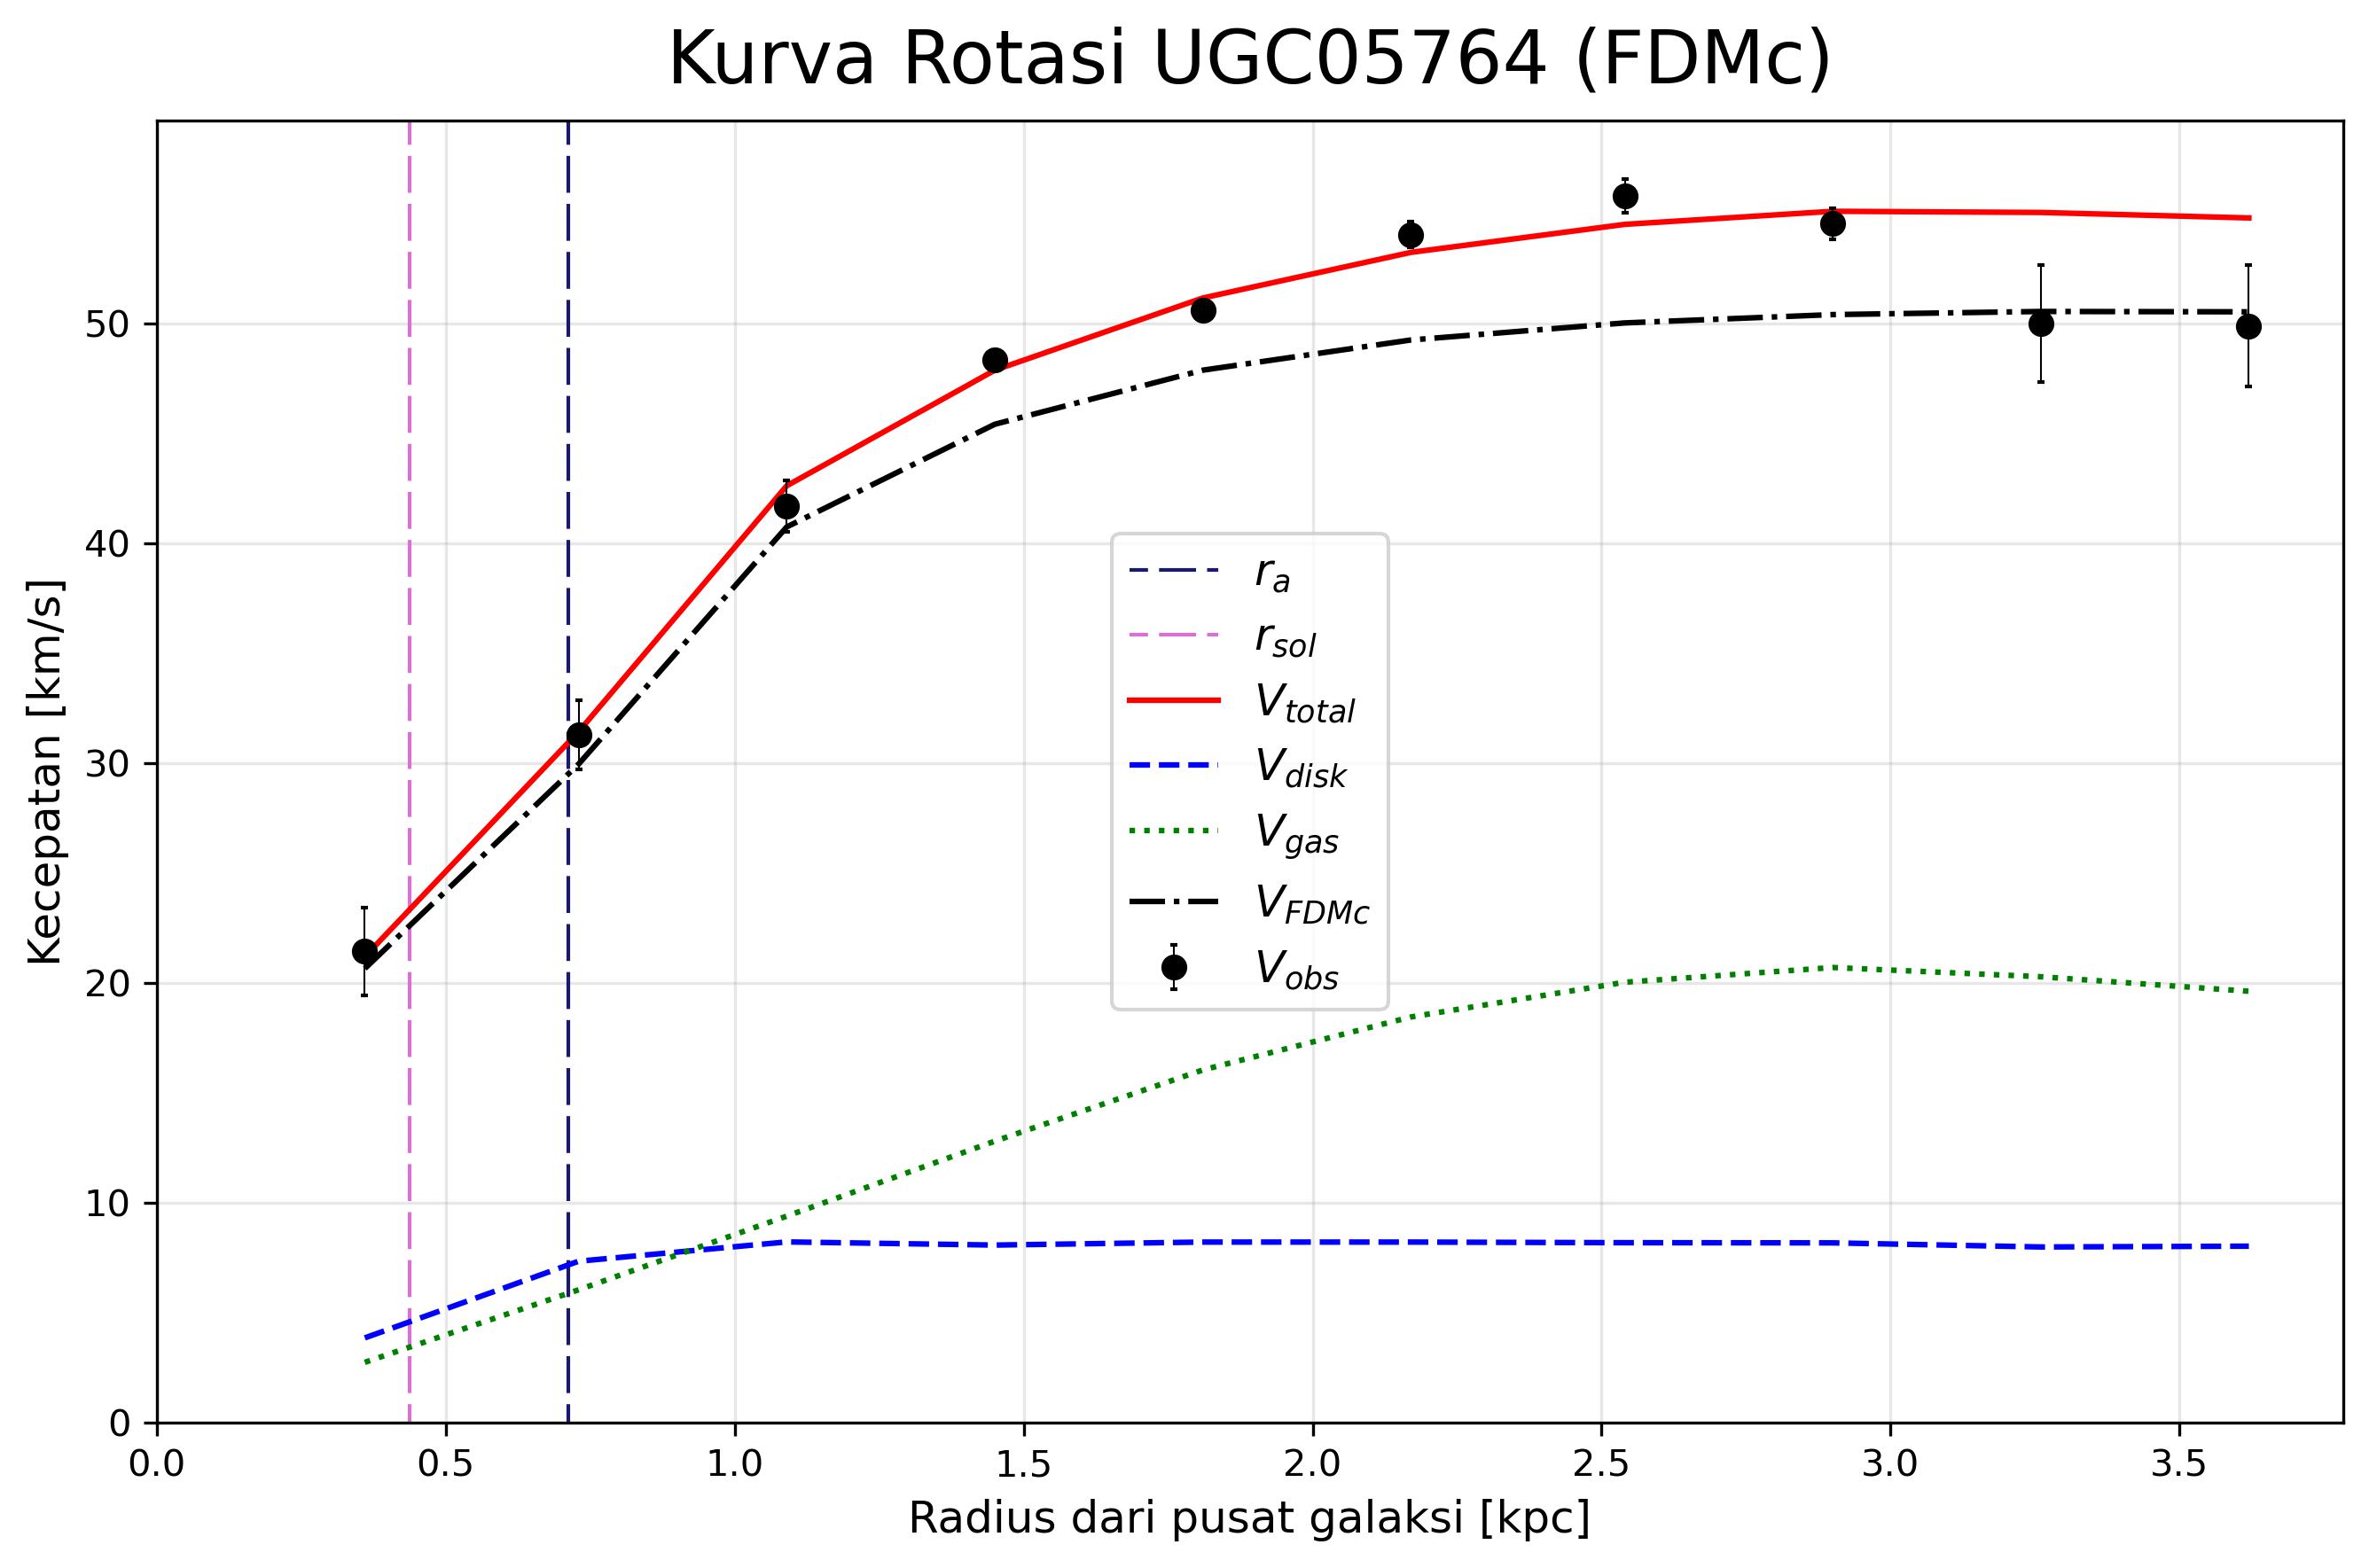 Kurva Rotasi UGC05764 (FDMc)
Kecepatan [km/s]
50
40
30
20
10
0
r_a
r_sol
V_total
V_disk
V_gas
V_FDMc
V_obs
0.0 0.5 1.0 1.5 2.0 2.5 3.0 3.5
Radius dari pusat galaksi [kpc]